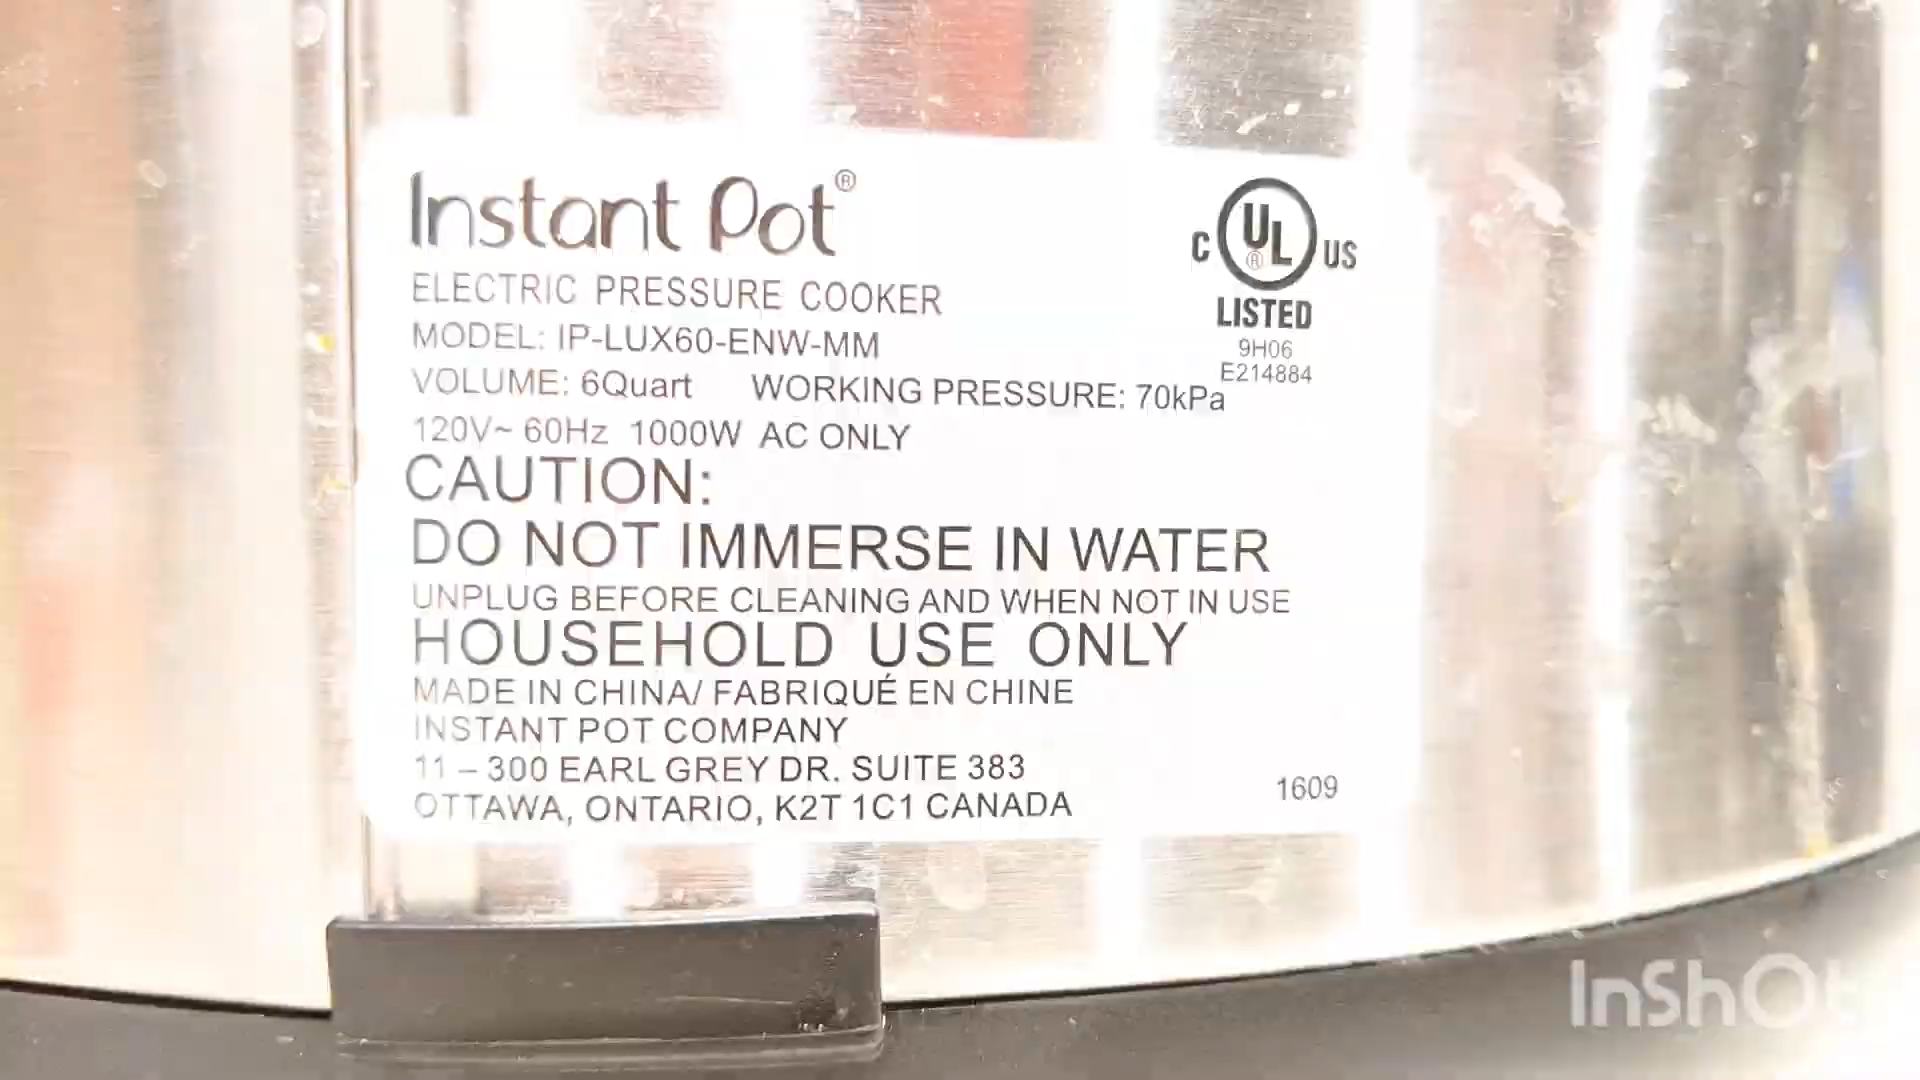 Instant Pot®
ELECTRIC PRESSURE COOKER
MODEL: IP-LUX60-ENW-MM
VOLUME: 6Quart WORKING PRESSURE: 70kPa
120V~ 60Hz 1000W AC ONLY
C UL® US
LISTED
9H06
E214884
CAUTION:
DO NOT IMMERSE IN WATER
UNPLUG BEFORE CLEANING AND WHEN NOT IN USE
HOUSEHOLD USE ONLY
MADE IN CHINA/ FABRIQUÉ EN CHINE
INSTANT POT COMPANY
11 – 300 EARL GREY DR. SUITE 383
OTTAWA, ONTARIO, K2T 1C1 CANADA
1609
InShOt